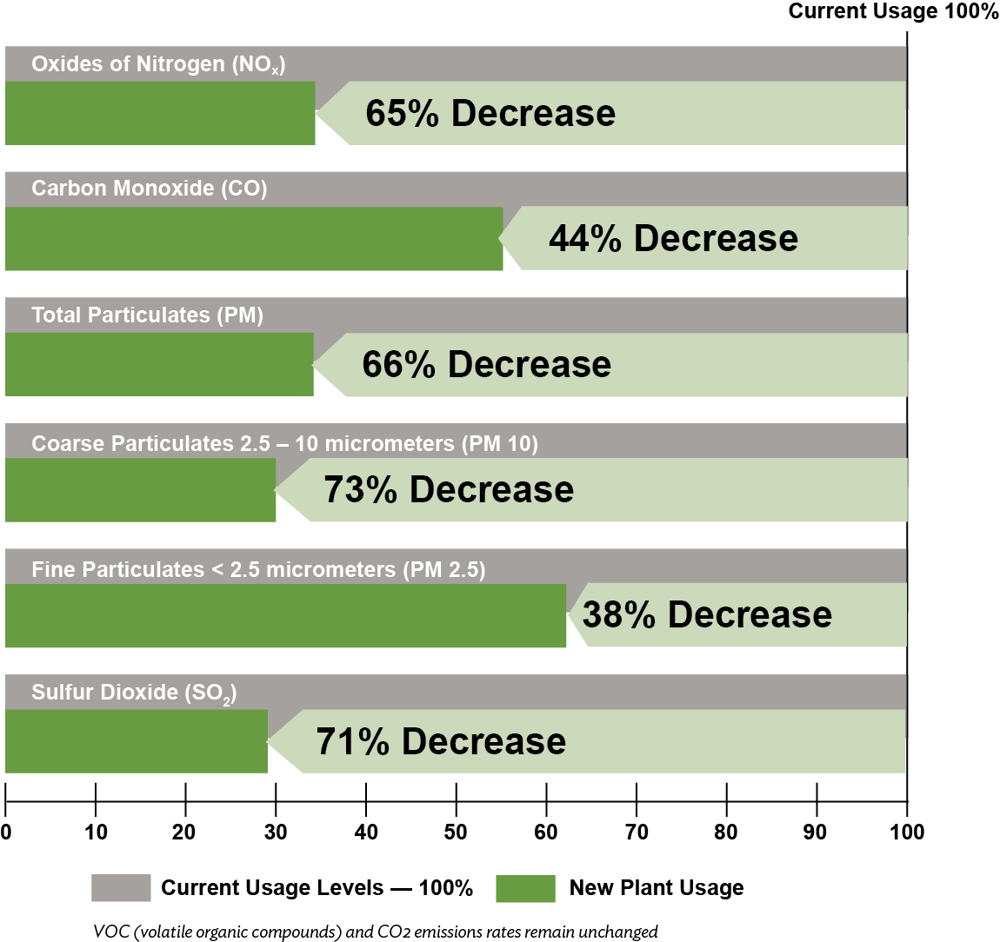 Current Usage 100%
Oxides of Nitrogen (NOx)
65% Decrease
Carbon Monoxide (CO)
44% Decrease
Total Particulates (PM)
66% Decrease
Coarse Particulates 2.5 – 10 micrometers (PM 10)
73% Decrease
Fine Particulates < 2.5 micrometers (PM 2.5)
38% Decrease
Sulfur Dioxide (SO2)
71% Decrease
0 10 20 30 40 50 60 70 80 90 100
Current Usage Levels — 100% New Plant Usage
VOC (volatile organic compounds) and CO2 emissions rates remain unchanged